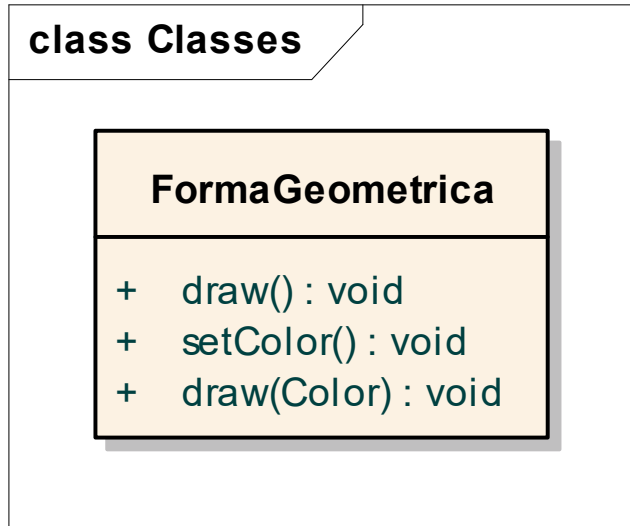 class Classes
FormaGeometrica
+ draw() : void
+ setColor() : void
+ draw(Color) : void